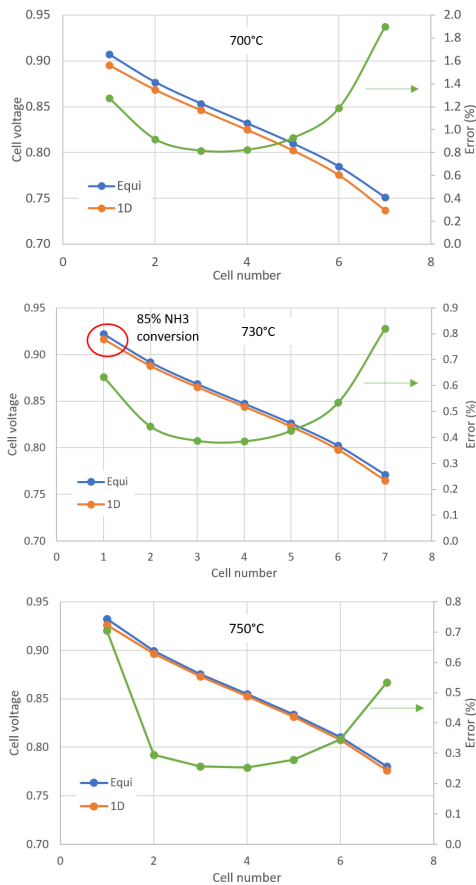 700°C
0.95
0.90
0.85
0.80
0.75
0.70
Cell voltage
2.0
1.8
1.6
1.4
1.2
1.0
0.8
0.6
0.4
0.2
0.0
Error (%)
Equi
1D
0 2 4 6 8
Cell number
85% NH3
conversion
730°C
0.95
0.90
0.85
0.80
0.75
0.70
Cell voltage
0.9
0.8
0.7
0.6
0.5
0.4
0.3
0.2
0.1
0.0
Error (%)
Equi
1D
0 1 2 3 4 5 6 7 8
Cell number
750°C
0.95
0.90
0.85
0.80
0.75
0.70
Cell voltage
0.8
0.7
0.6
0.5
0.4
0.3
0.2
0.1
0.0
Error (%)
Equi
1D
0 1 2 3 4 5 6 7 8
Cell number